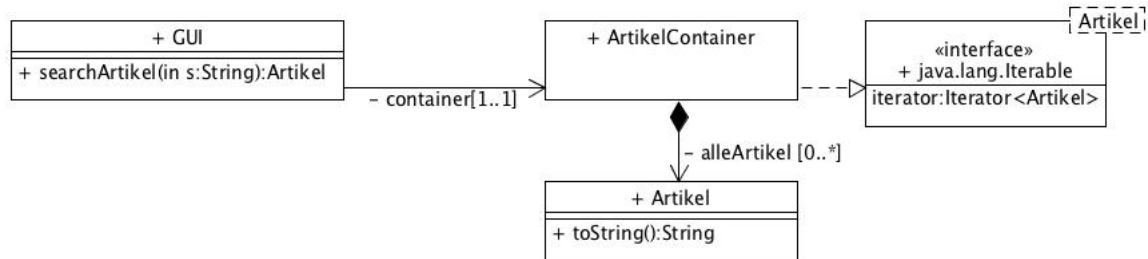 + GUI
+ searchArtikel(in s:String):Artikel
– container[1..1]
+ ArtikelContainer
Artikel
«interface»
+ java.lang.Iterable
iterator:Iterator<Artikel>
– alleArtikel [0..*]
+ Artikel
+ toString():String